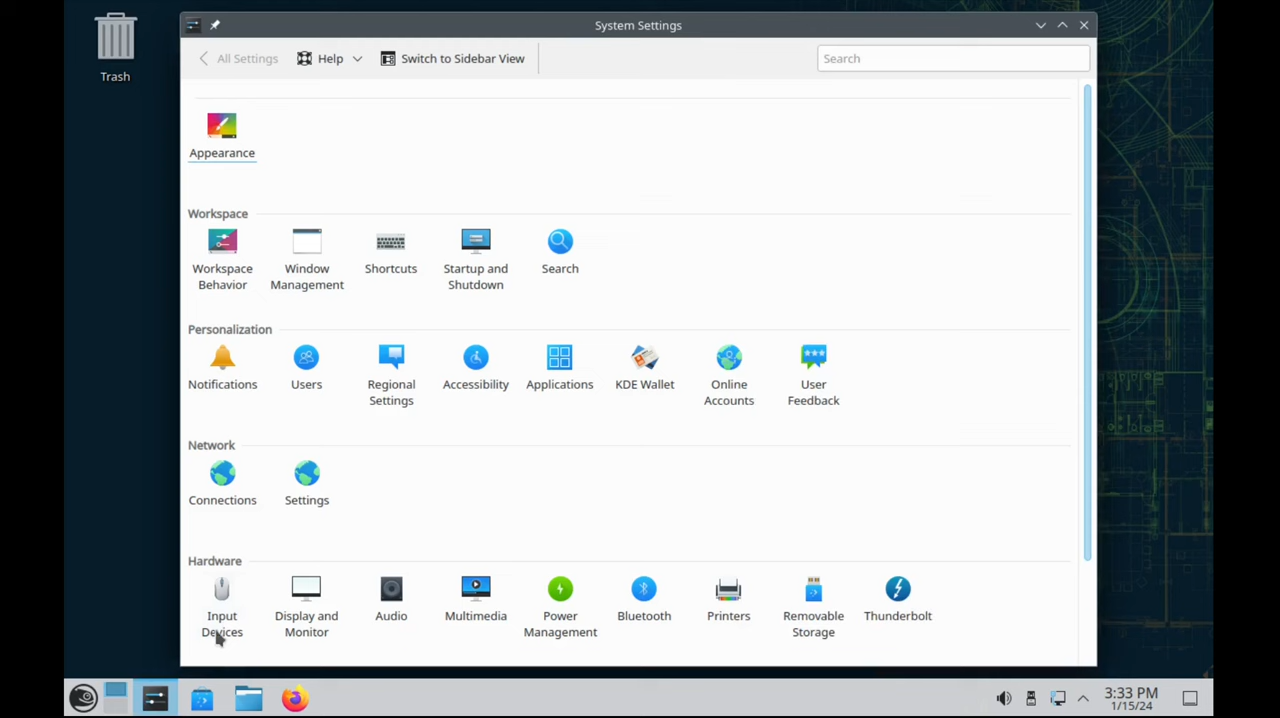 Trash
System Settings
All Settings
Help
Switch to Sidebar View
Search
Appearance
Workspace
Workspace
Behavior
Window
Management
Shortcuts
Startup and
Shutdown
Search
Personalization
Notifications
Users
Regional
Settings
Accessibility
Applications
KDE Wallet
Online
Accounts
User
Feedback
Network
Connections
Settings
Hardware
Input
Devices
Display and
Monitor
Audio
Multimedia
Power
Management
Bluetooth
Printers
Removable
Storage
Thunderbolt
3:33 PM
1/15/24